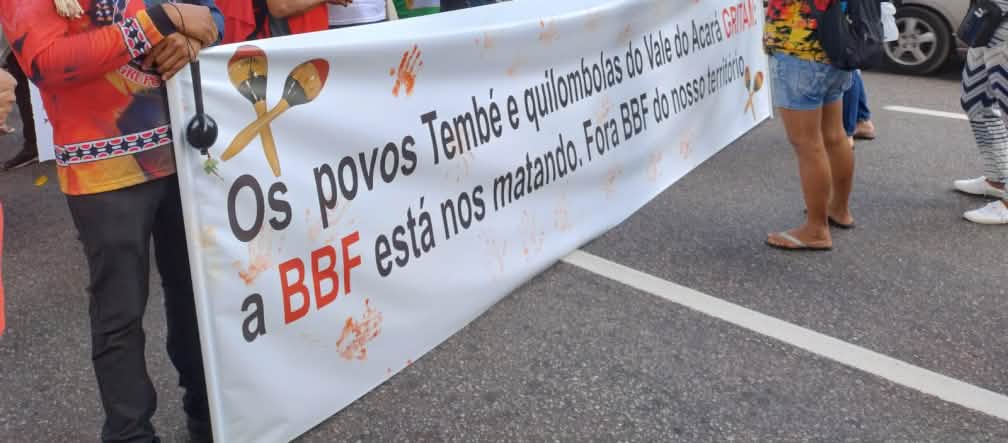 Os povos Tembé e quilombolas do Vale do Acará GRITAM:
a BBF está nos matando. Fora BBF do nosso território.